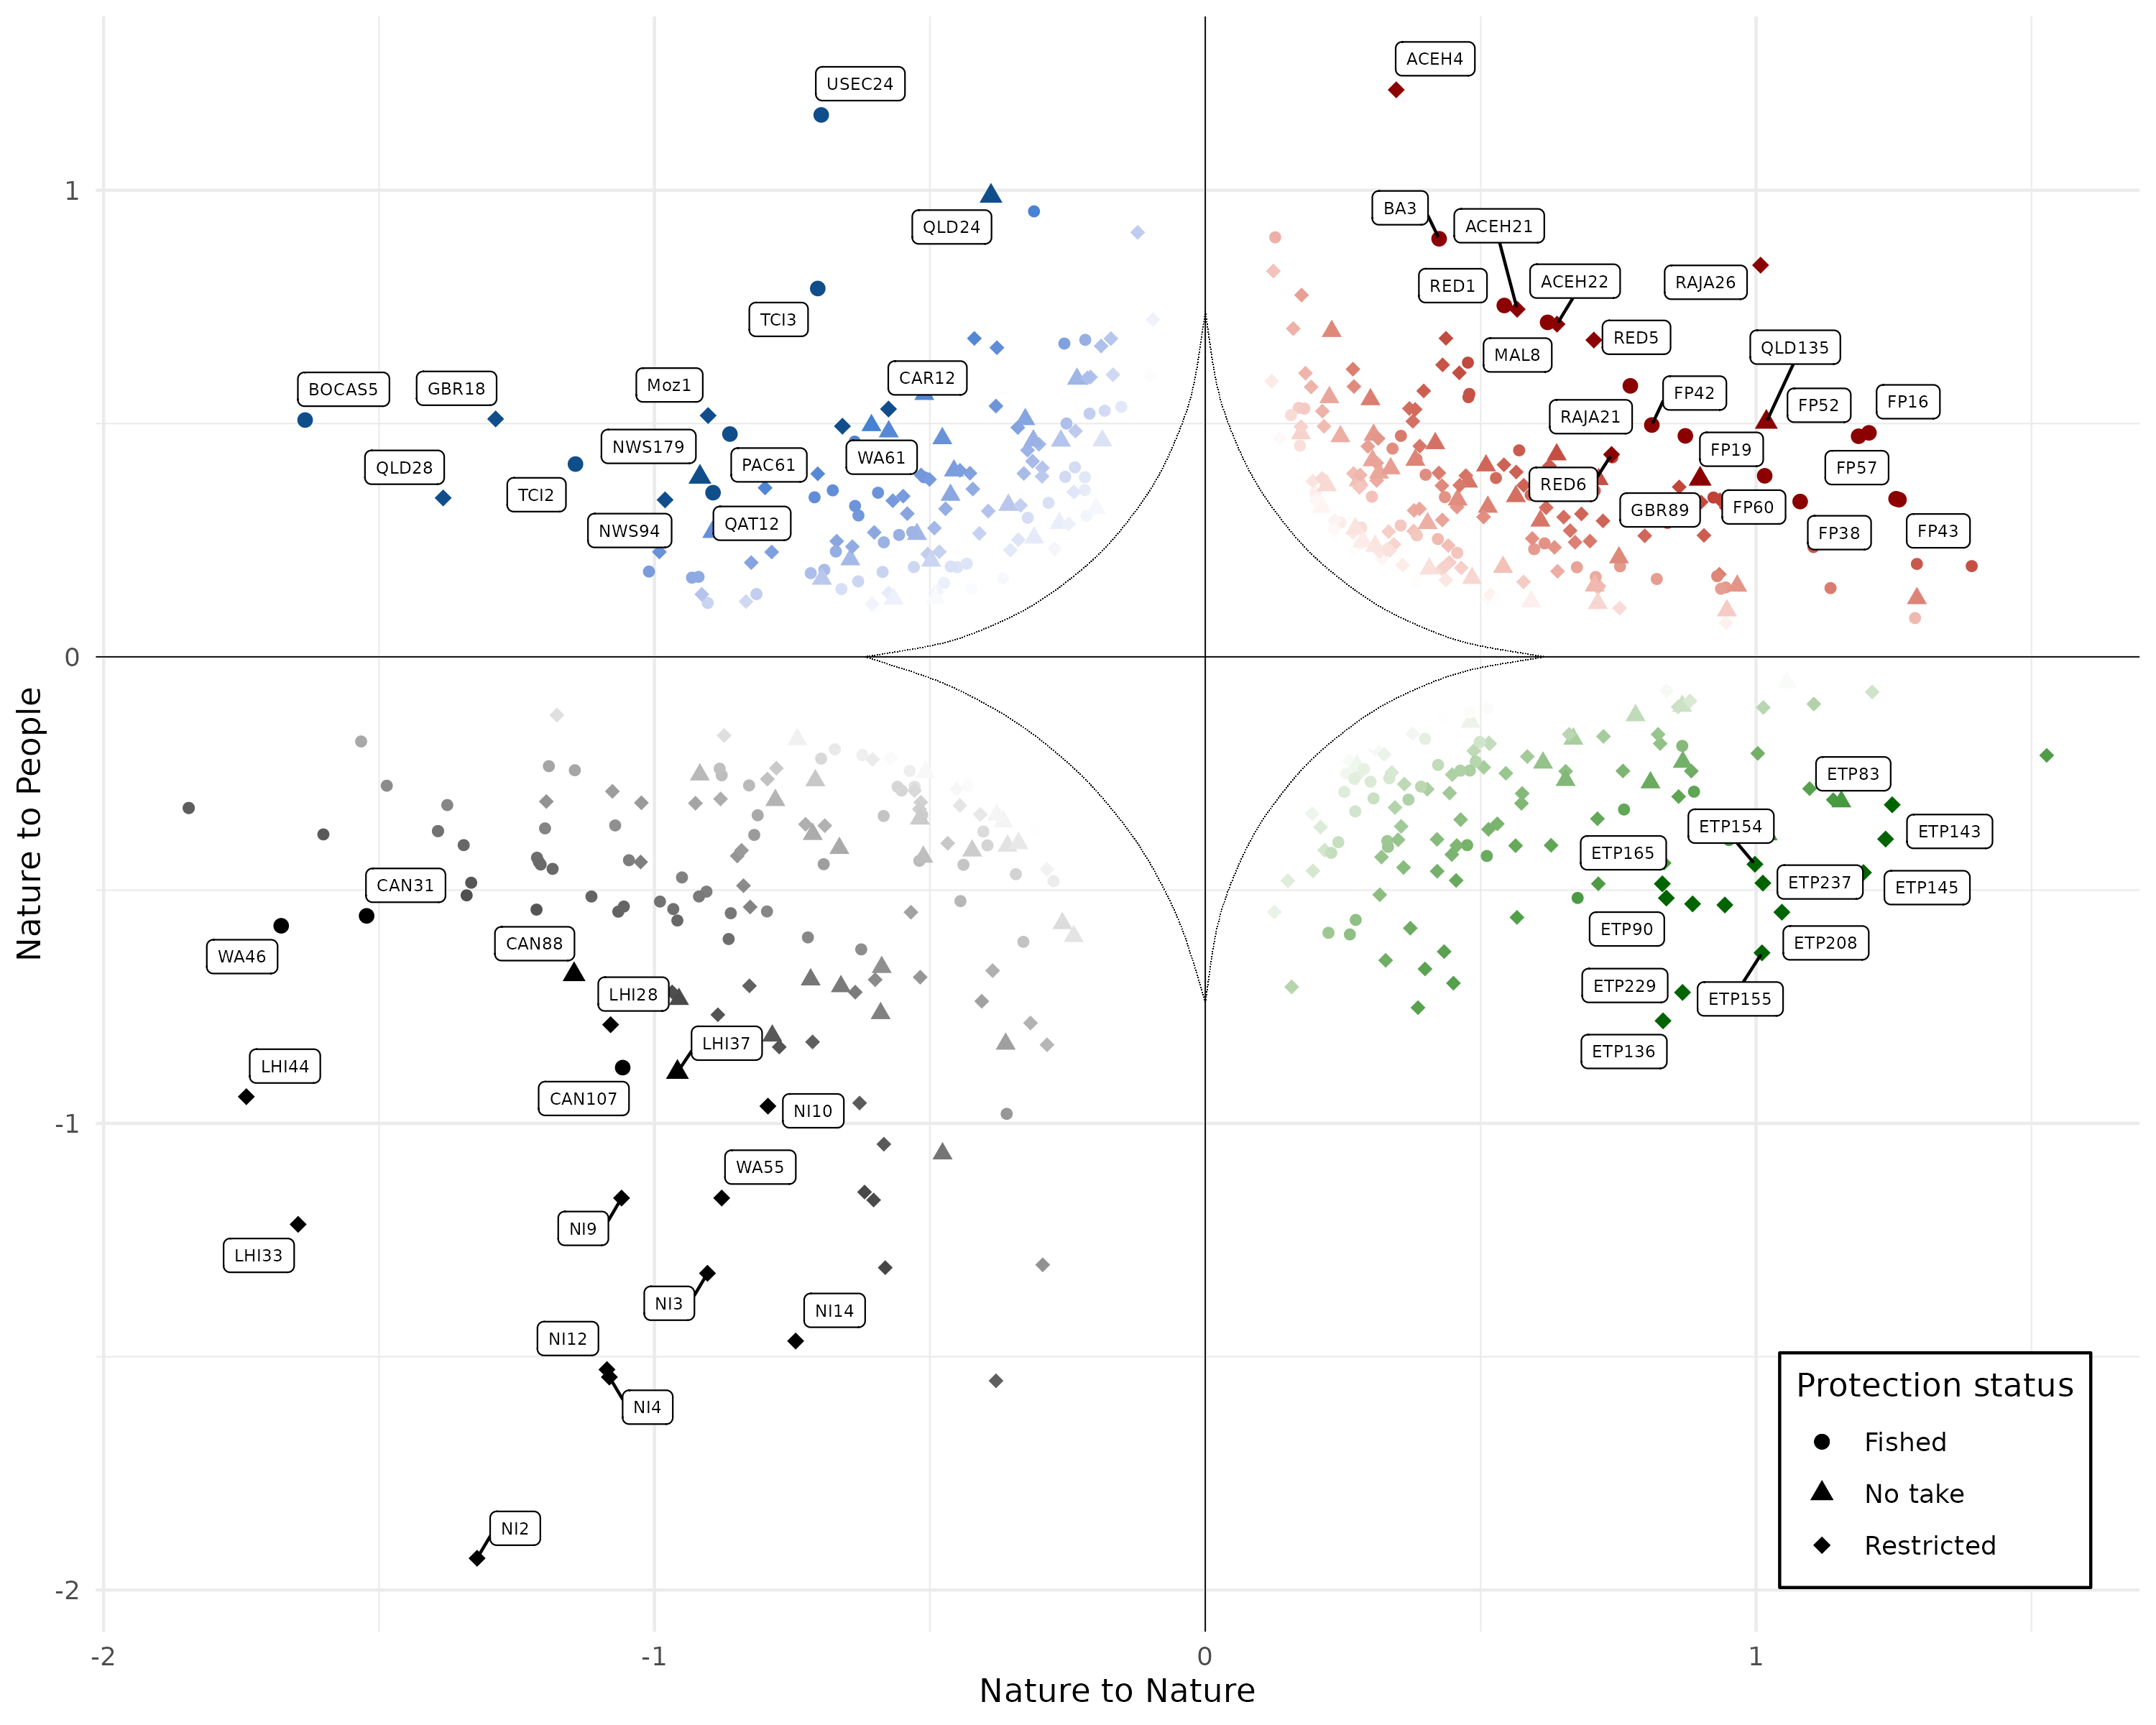 ACEH4
USEC24
1
BA3
ACEH21
QLD24
RED1
ACEH22
RAJA26
TCI3
MAL8
RED5
QLD135
BOCAS5
GBR18
Moz1
CAR12
FP42
FP52
FP16
RAJA21
NWS179
PAC61
WA61
FP19
FP57
QLD28
TCI2
RED6
NWS94
QAT12
GBR89
FP60
FP38
FP43
0
Nature to People
ETP83
ETP154
ETP143
ETP165
CAN31
ETP237
ETP145
WA46
CAN88
ETP90
ETP208
LHI28
ETP229
ETP155
LHI37
ETP136
LHI44
CAN107
NI10
-1
WA55
NI9
LHI33
NI3
NI14
NI12
NI4
NI2
-2
Protection status
Fished
No take
Restricted
-2
-1
0
1
Nature to Nature